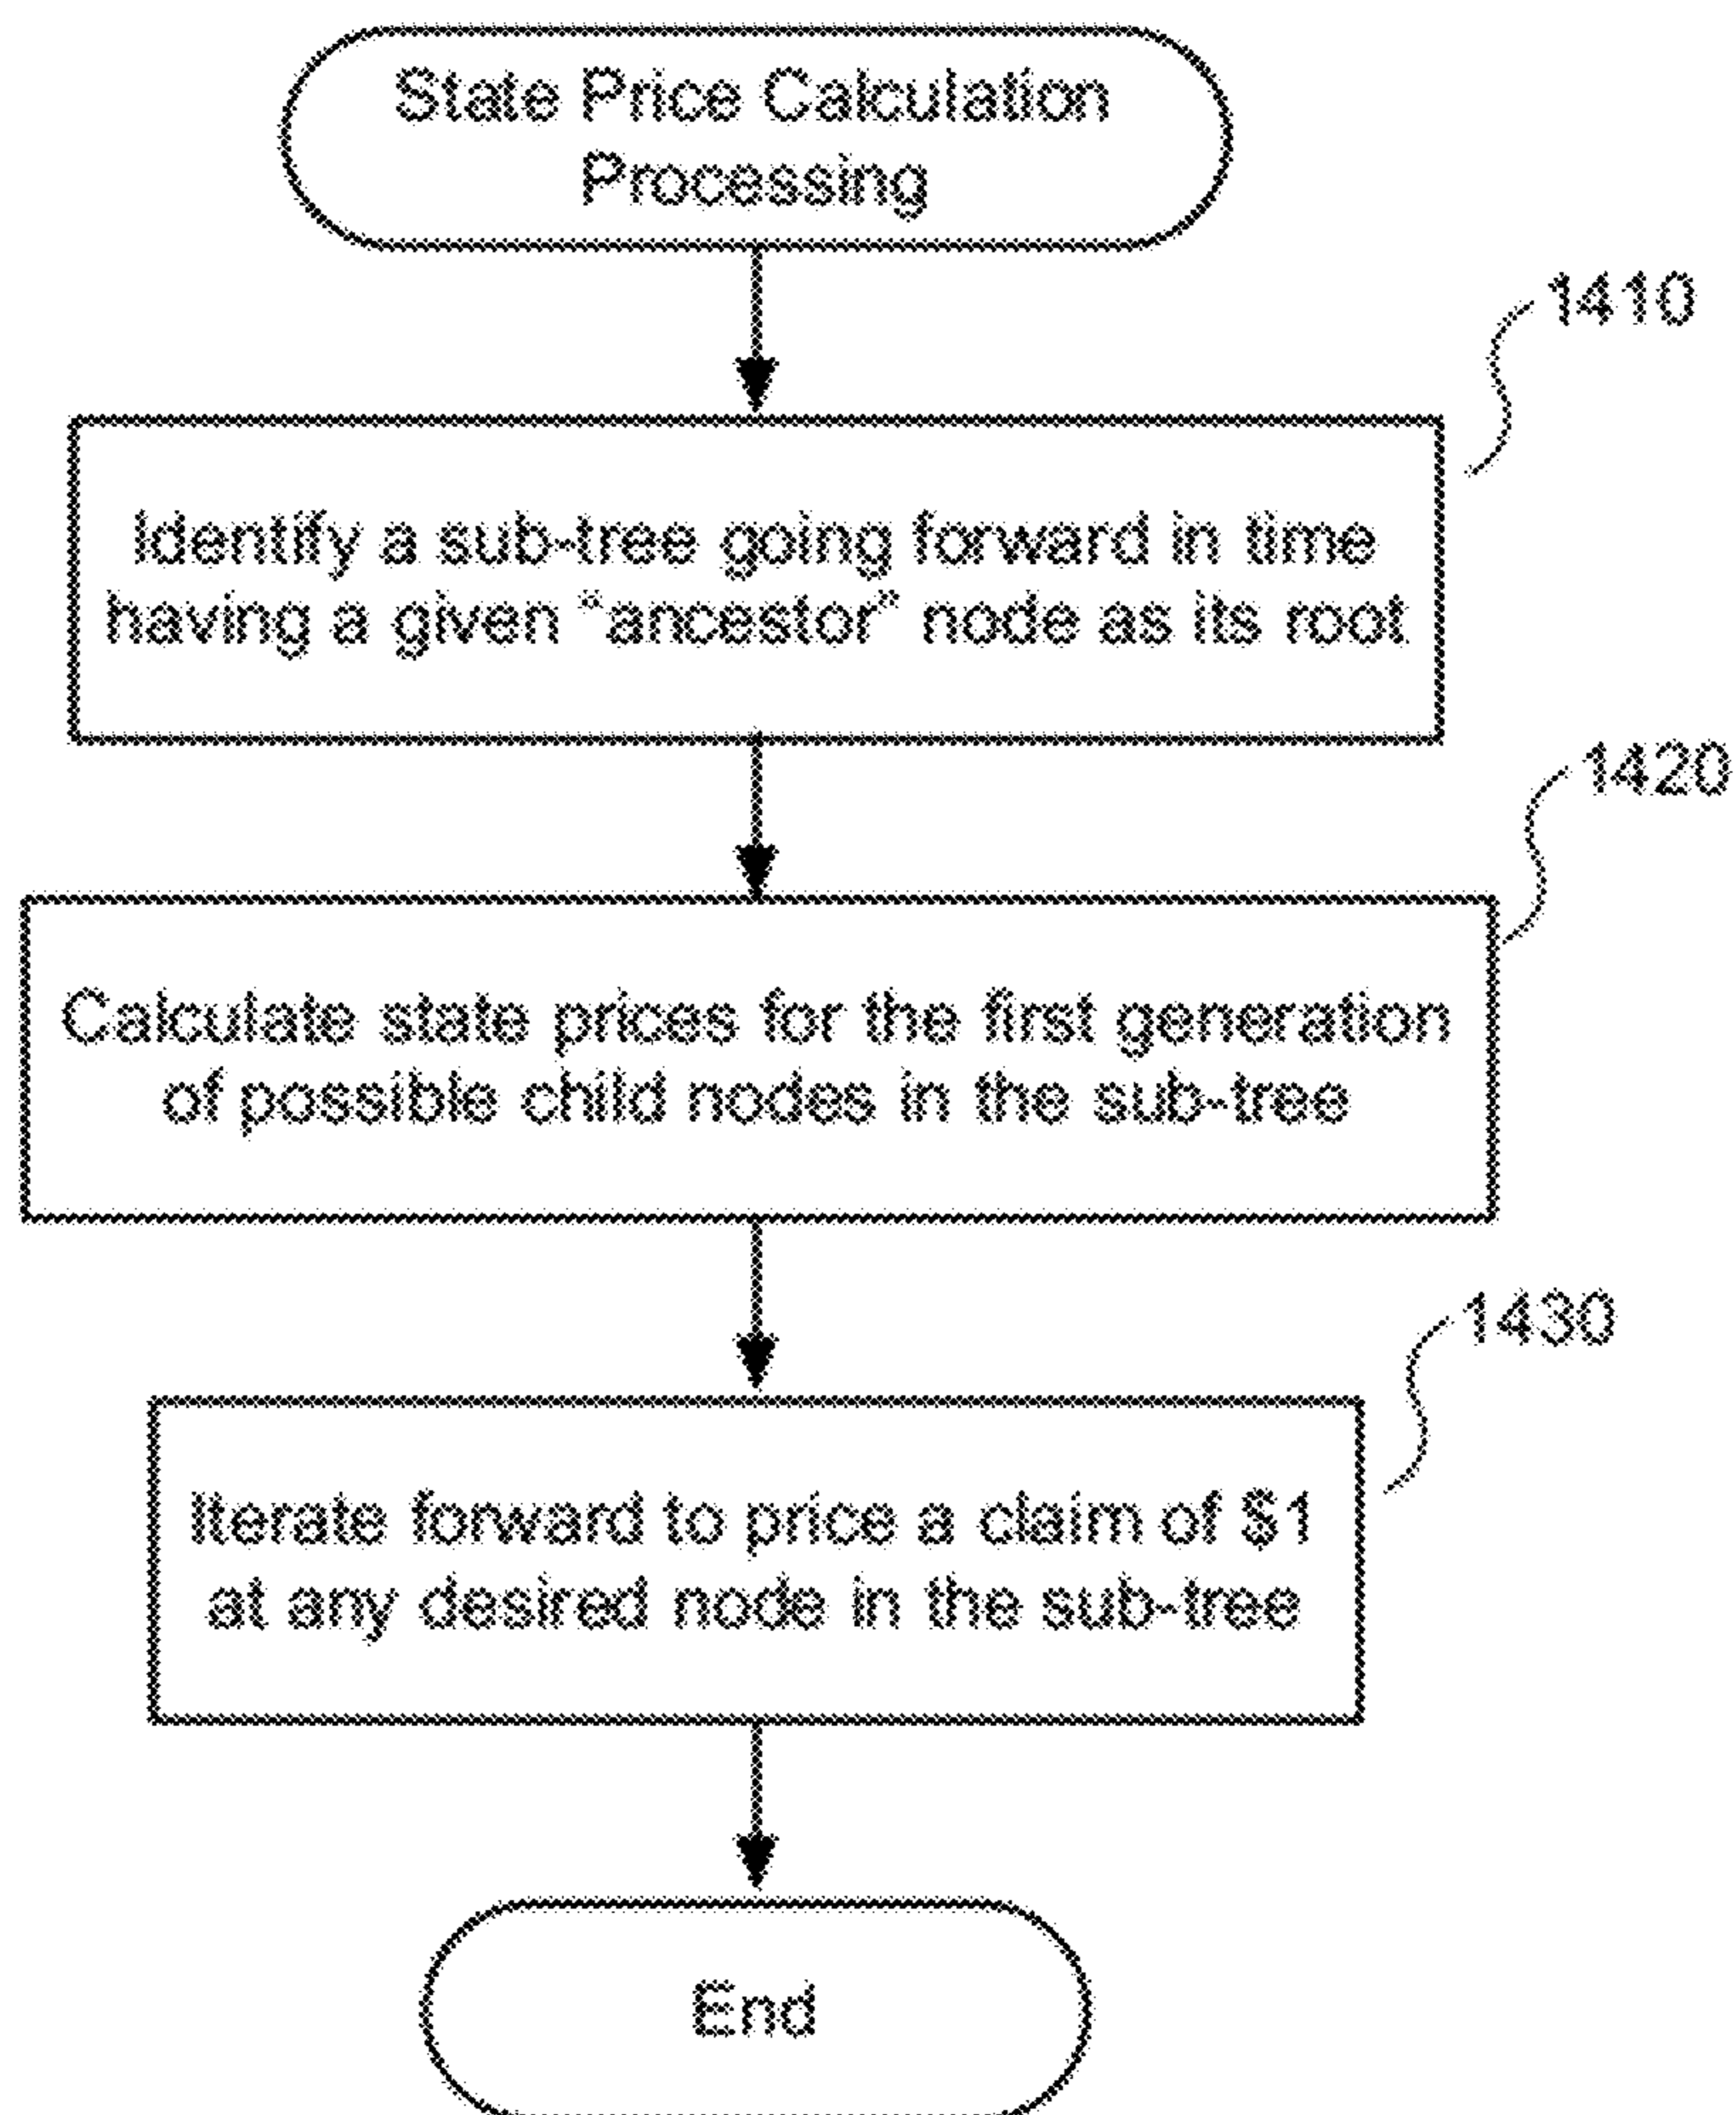 State Price Calculation
Processing
1410
Identify a sub-tree going forward in time
having a given "ancestor" node as its root
1420
Calculate state prices for the first generation
of possible child nodes in the sub-tree
1430
Iterate forward to price a claim of $1
at any desired node in the sub-tree
End